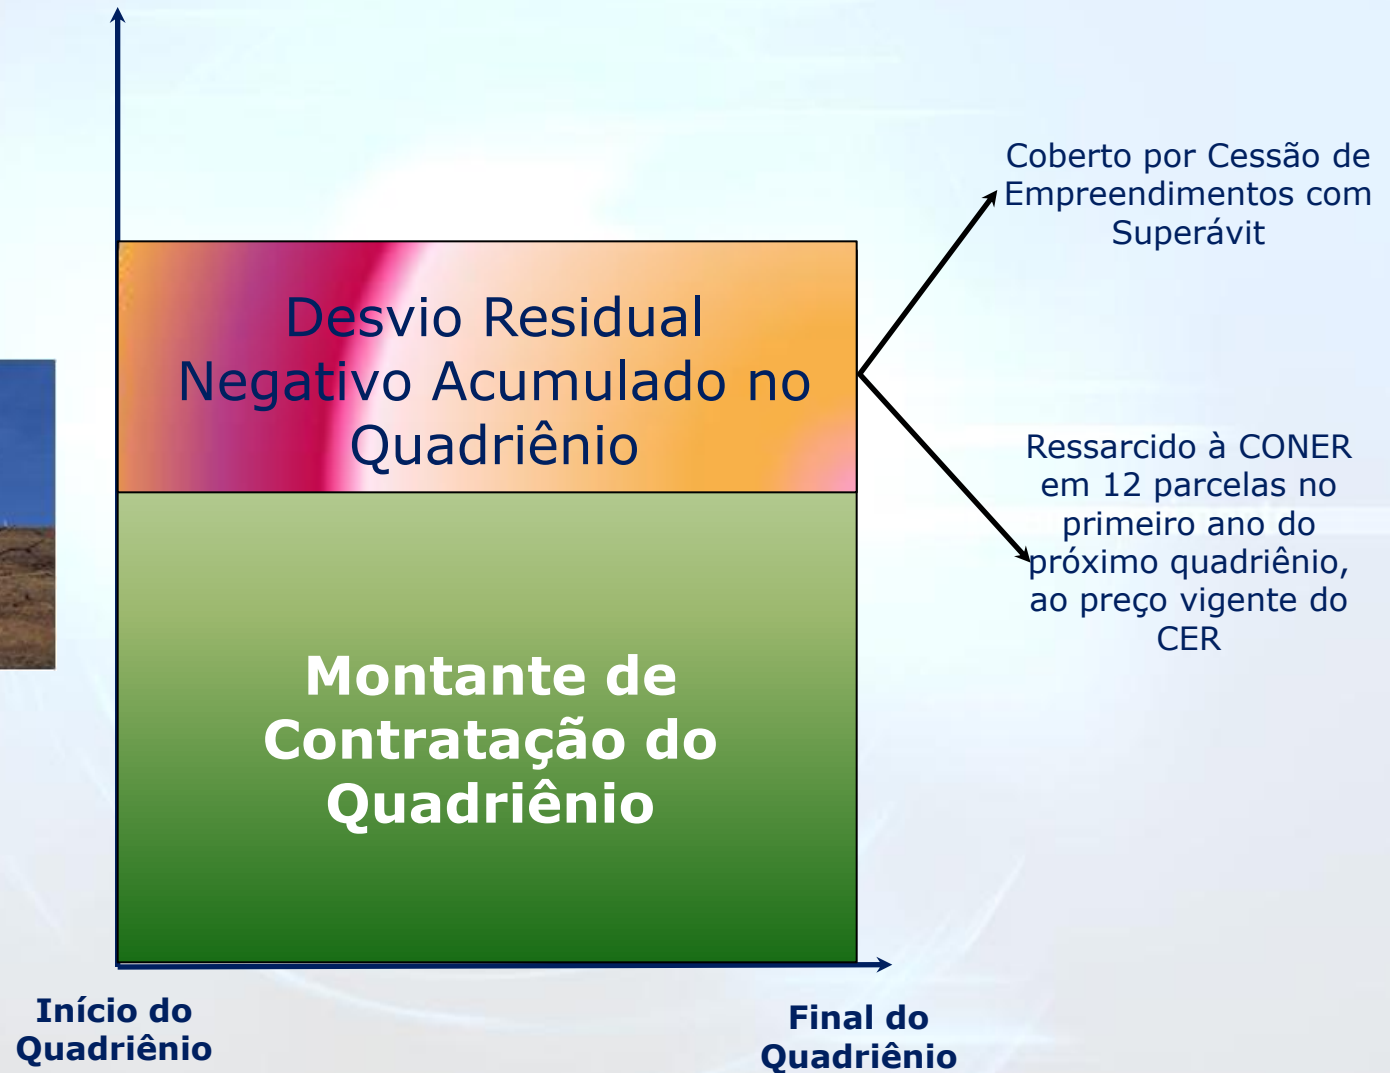 Coberto por Cessão de
Empreendimentos com
Superávit
Desvio Residual
Negativo Acumulado no
Quadriênio
Ressarcido à CONER
em 12 parcelas no
primeiro ano do
próximo quadriênio,
ao preço vigente do
CER
Montante de
Contratação do
Quadriênio
Início do
Quadriênio
Final do
Quadriênio